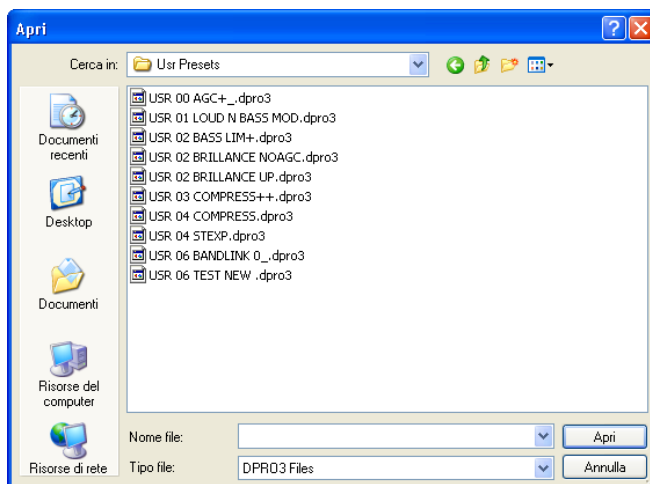 Apri
Cerca in: Usr Presets
USR 00 AGC+_.dpro3
USR 01 LOUD N BASS MOD.dpro3
USR 02 BASS LIM+.dpro3
USR 02 BRILLANCE NOAGC.dpro3
USR 02 BRILLANCE UP.dpro3
USR 03 COMPRESS++.dpro3
USR 04 COMPRESS.dpro3
USR 04 STEXP.dpro3
USR 06 BANDLINK 0_.dpro3
USR 06 TEST NEW .dpro3
Documenti
recenti
Desktop
Documenti
Risorse del
computer
Risorse di rete
Nome file:
Apri
Tipo file: DPRO3 Files
Annulla